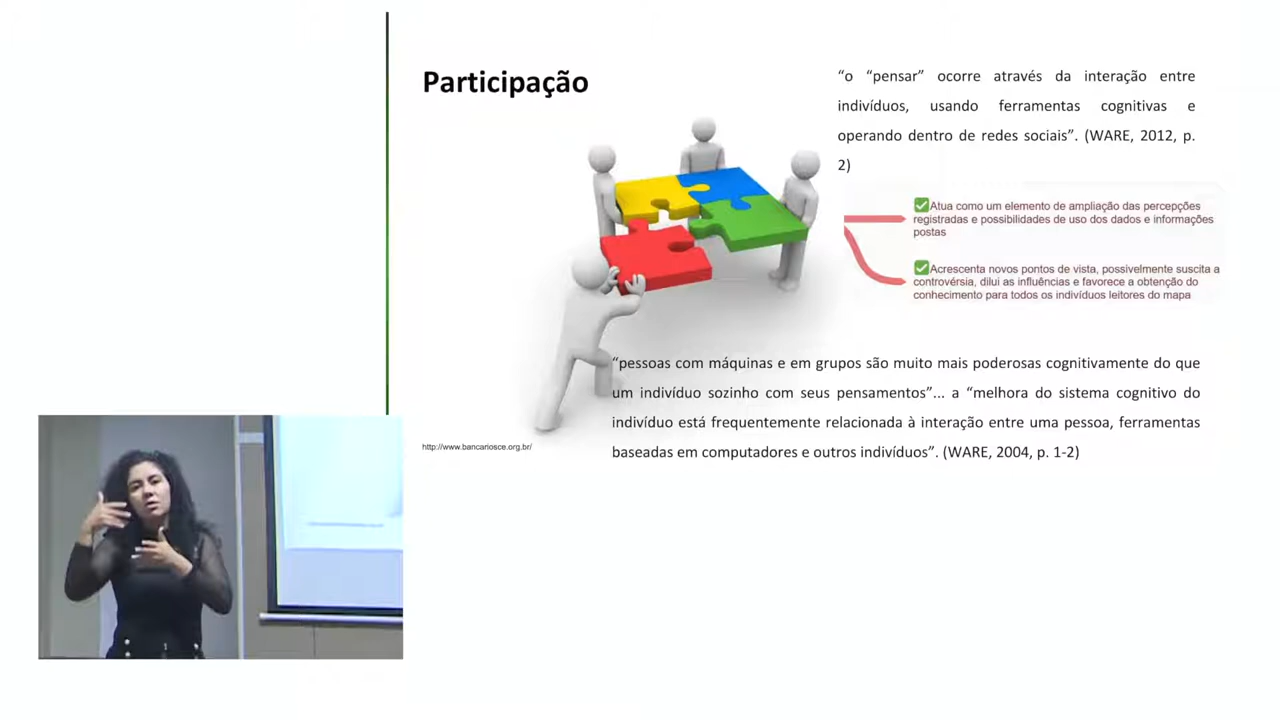 Participação
“o “pensar” ocorre através da interação entre
indivíduos, usando ferramentas cognitivas e
operando dentro de redes sociais”. (WARE, 2012, p.
2)
✅Atua como um elemento de ampliação das percepções
registradas e possibilidades de uso dos dados e informações
postas
✅Acrescenta novos pontos de vista, possivelmente suscita a
controvérsia, dilui as influências e favorece a obtenção do
conhecimento para todos os indivíduos leitores do mapa
“pessoas com máquinas e em grupos são muito mais poderosas cognitivamente do que
um indivíduo sozinho com seus pensamentos”... a “melhora do sistema cognitivo do
indivíduo está frequentemente relacionada à interação entre uma pessoa, ferramentas
baseadas em computadores e outros indivíduos”. (WARE, 2004, p. 1-2)
http://www.bancariosce.org.br/